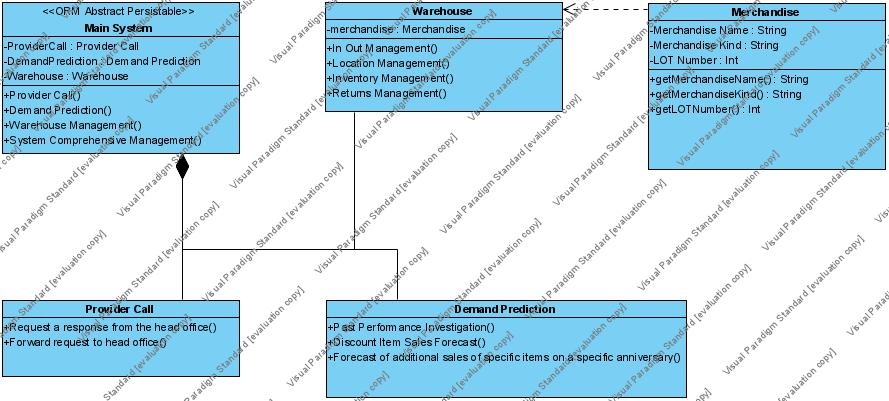 <<ORM Abstract Persistable>>
Main System
-ProviderCall : Provider Call
-DemandPrediction : Demand Prediction
-Warehouse : Warehouse
+Provider Call()
+Demand Prediction()
+Warehouse Management()
+System Comprehensive Management()
Warehouse
-merchandise : Merchandise
+In Out Management()
+Location Management()
+Inventory Management()
+Returns Management()
Merchandise
-Merchandise Name : String
-Merchandise Kind : String
-LOT Number : Int
+getMerchandiseName() : String
+getMerchandiseKind() : String
+getLOTNumber() : Int
Provider Call
+Request a response from the head office()
+Forward request to head office()
Demand Prediction
+Past Perfomance Investigation()
+Discount Item Sales Forecast()
+Forecast of additional sales of specific items on a specific anniversary()
Visual Paradigm Standard [evaluation copy]